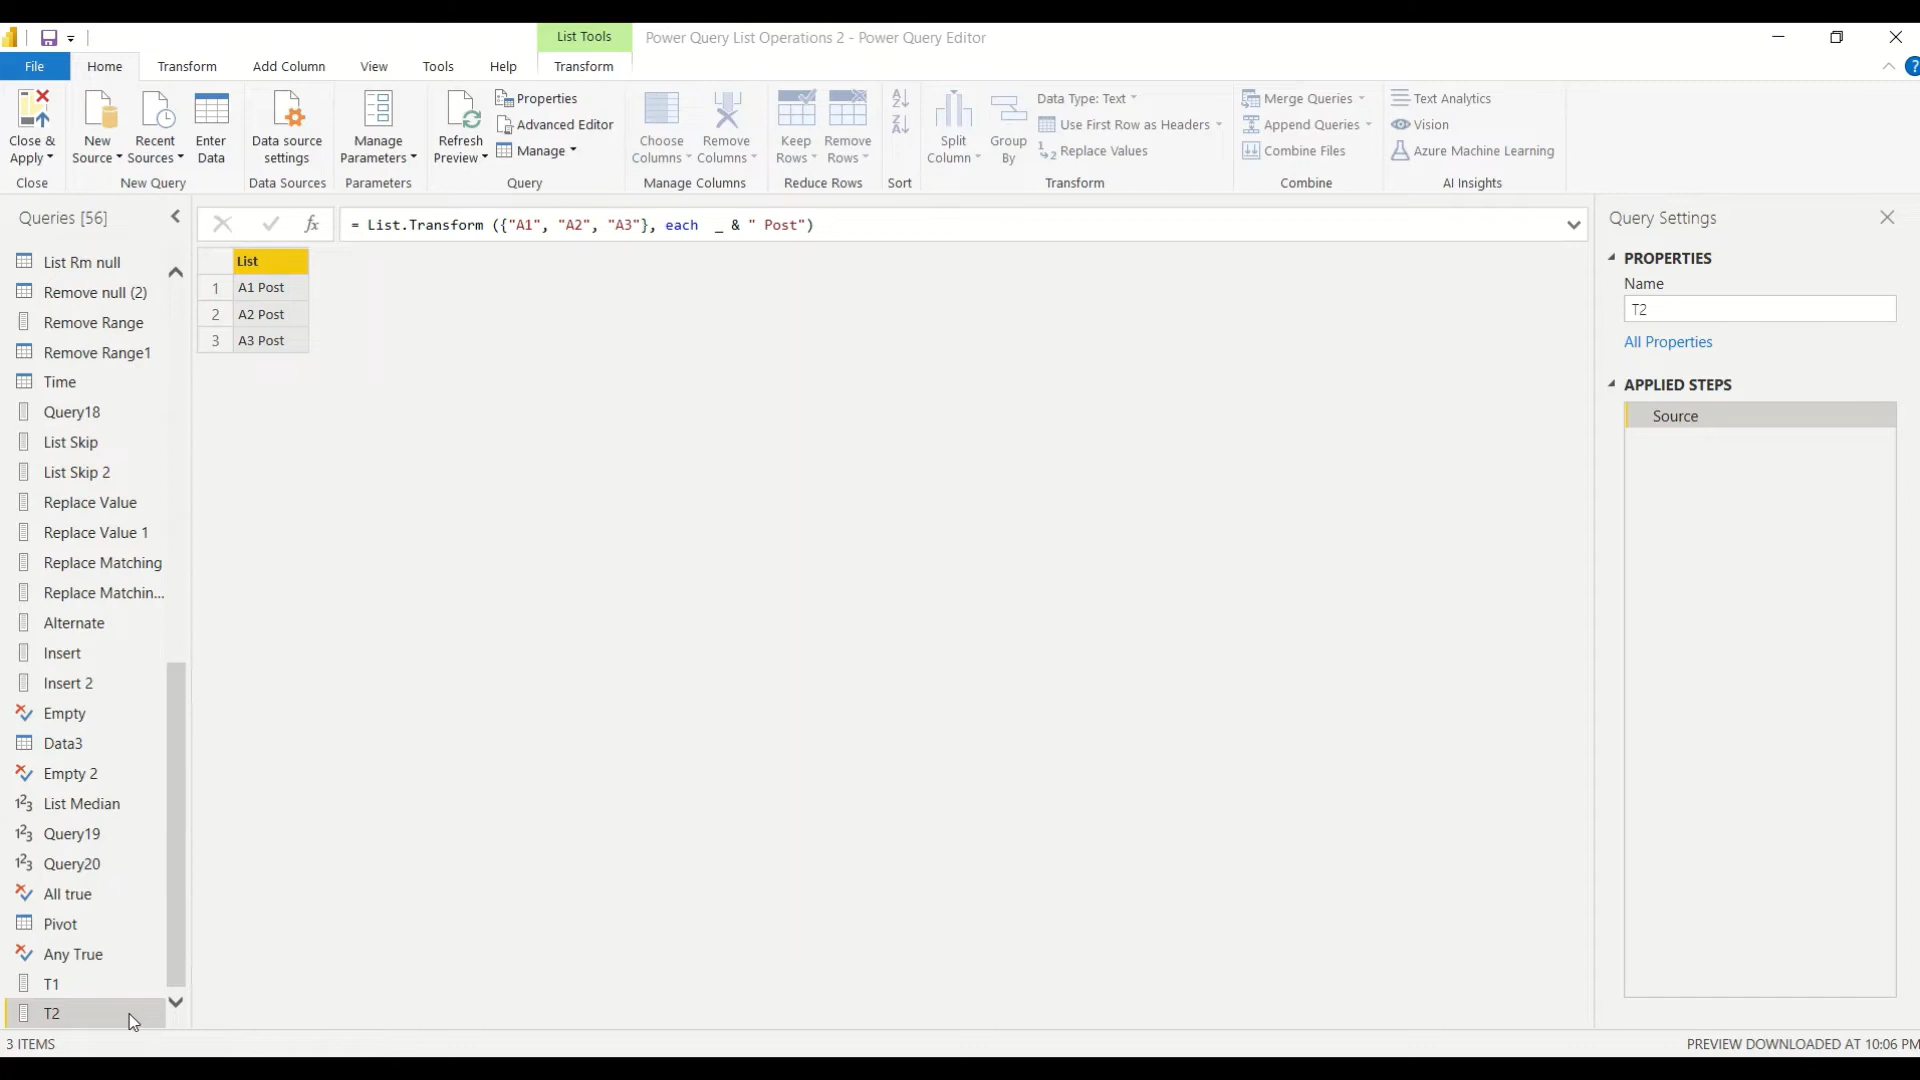 List Tools
Power Query List Operations 2 - Power Query Editor
File
Home
Transform
Add Column
View
Tools
Help
Transform
?
Close &
Apply
Close
New
Source
Recent
Sources
Enter
Data
New Query
Data source
settings
Data Sources
Manage
Parameters
Parameters
Refresh
Preview
Properties
Advanced Editor
Manage
Query
Choose
Columns
Remove
Columns
Manage Columns
Keep
Rows
Remove
Rows
Reduce Rows
A
Z
Z
A
Sort
Split
Column
Group
By
Data Type: Text
Use First Row as Headers
1
2
Replace Values
Transform
Merge Queries
Append Queries
Combine Files
Combine
Text Analytics
Vision
Azure Machine Learning
AI Insights
Queries [56]
List Rm null
Remove null (2)
Remove Range
Remove Range1
Time
Query18
List Skip
List Skip 2
Replace Value
Replace Value 1
Replace Matching
Replace Matchin...
Alternate
Insert
Insert 2
Empty
Data3
Empty 2
123 List Median
123 Query19
123 Query20
All true
Pivot
Any True
T1
T2
fx
= List.Transform ({"A1", "A2", "A3"}, each _ & " Post")
List
1 A1 Post
2 A2 Post
3 A3 Post
Query Settings
PROPERTIES
Name
T2
All Properties
APPLIED STEPS
Source
3 ITEMS
PREVIEW DOWNLOADED AT 10:06 PM